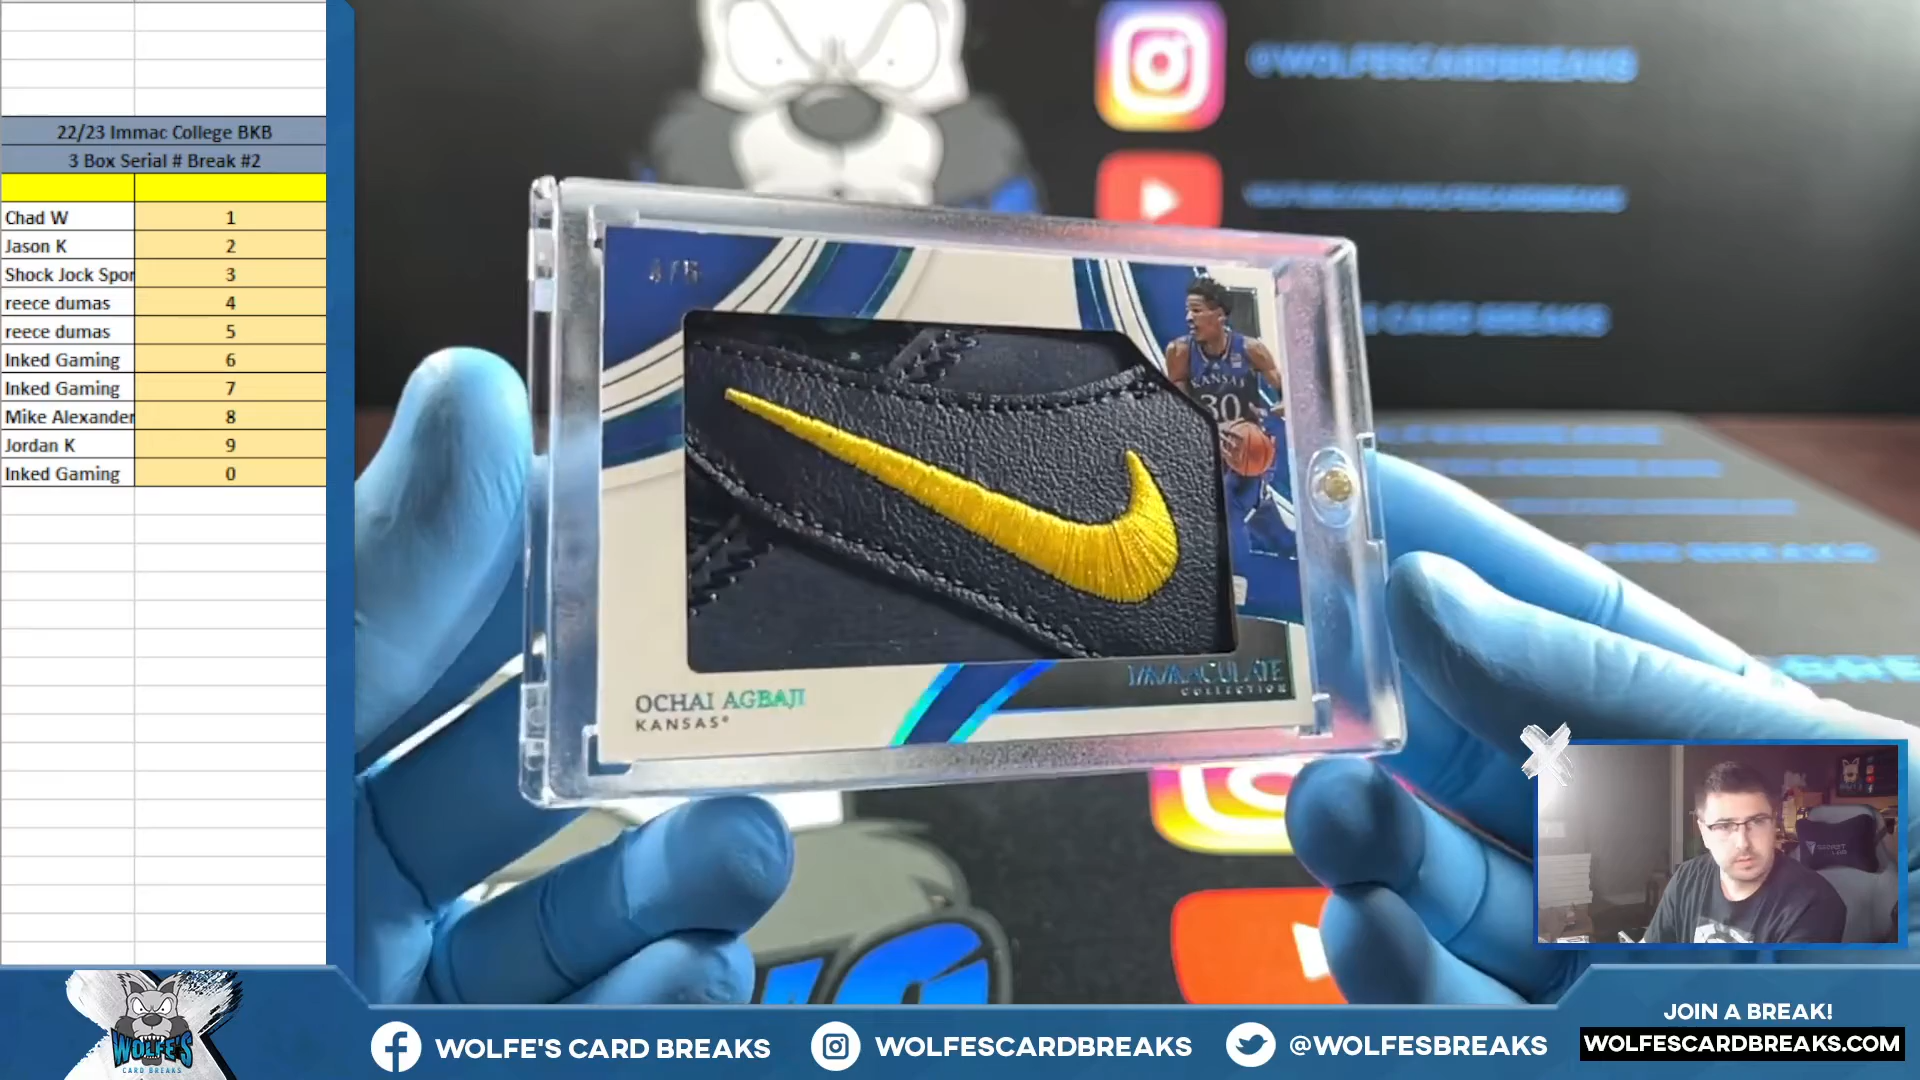 22/23 Immac College BKB
3 Box Serial # Break #2
Chad W 1
Jason K 2
Shock Jock Spor 3
reece dumas 4
reece dumas 5
Inked Gaming 6
Inked Gaming 7
Mike Alexander 8
Jordan K 9
Inked Gaming 0
@WOLFESCARDBREAKS
CARD BREAKS
KANSAS
30
OCHAI AGBAJI
KANSAS
IMMACULATE
COLLECTION
WOLFE'S
CARD BREAKS
WOLFE'S CARD BREAKS
WOLFESCARDBREAKS
@WOLFESBREAKS
JOIN A BREAK!
WOLFESCARDBREAKS.COM